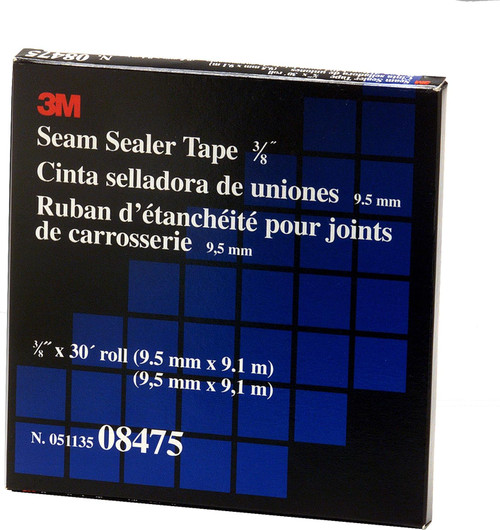 N. 08475
3M
Seam Sealer Tape 3/8″
Cinta selladora de uniones 9.5 mm
Ruban d'étanchéité pour joints
de carrosserie 9,5 mm
3/8″ x 30´ roll (9.5 mm x 9.1 m)
(9,5 mm x 9,1 m)
N. 051135 08475